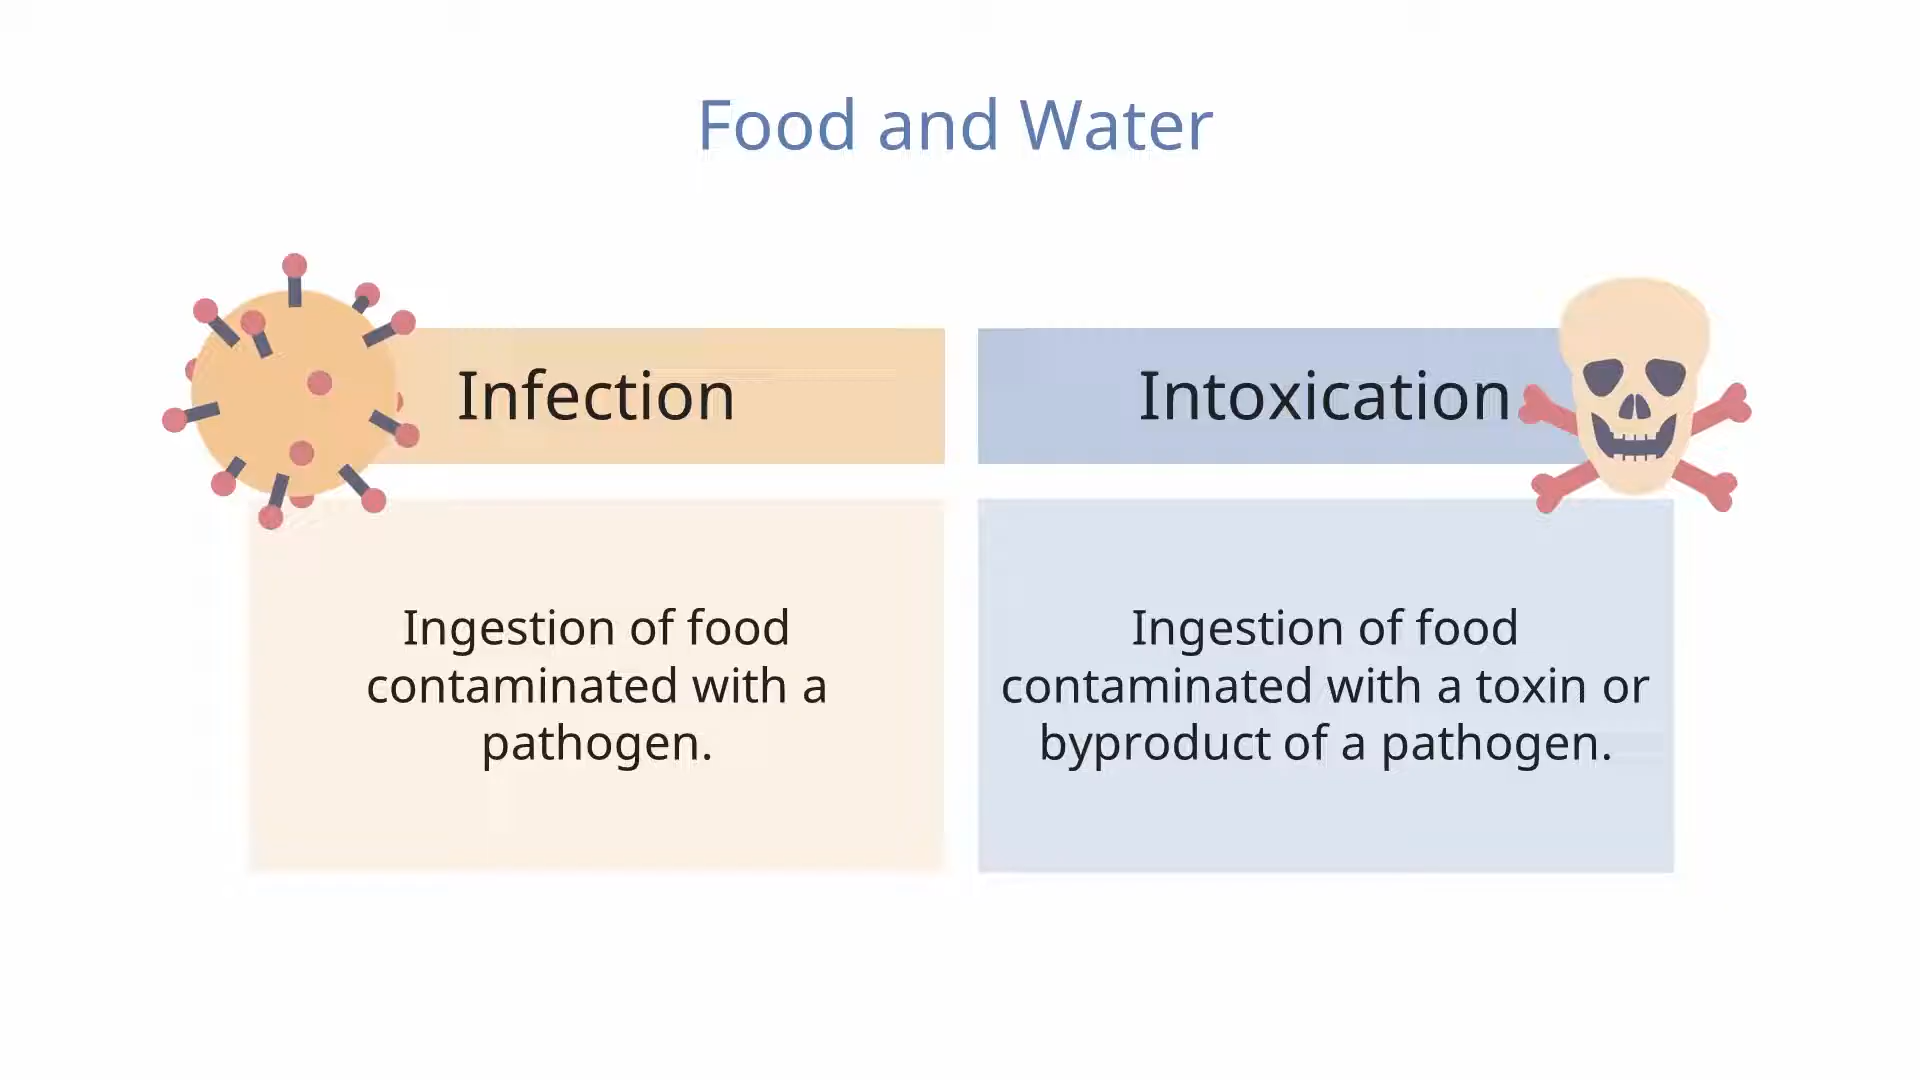 Food and Water
Infection
Ingestion of food
contaminated with a
pathogen.
Intoxication
Ingestion of food
contaminated with a toxin or
byproduct of a pathogen.